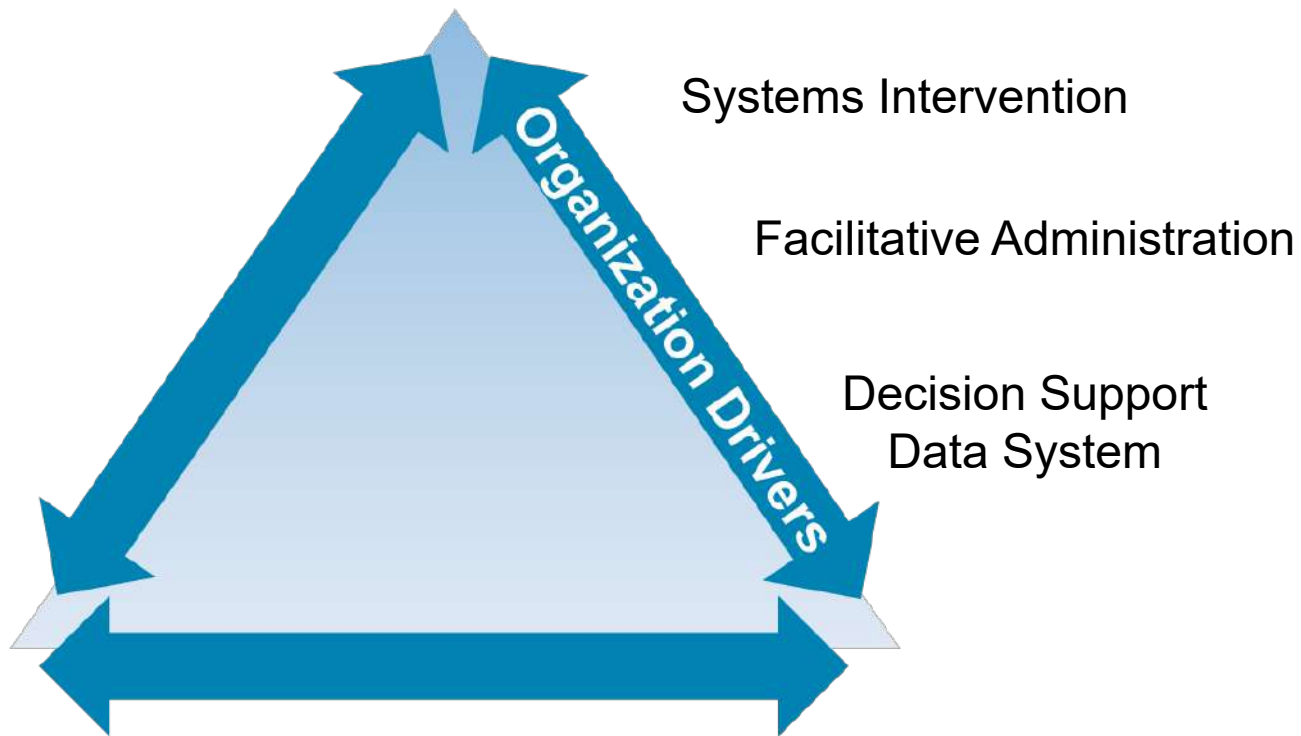 Systems Intervention
Organization Drivers
Facilitative Administration
Decision Support
Data System